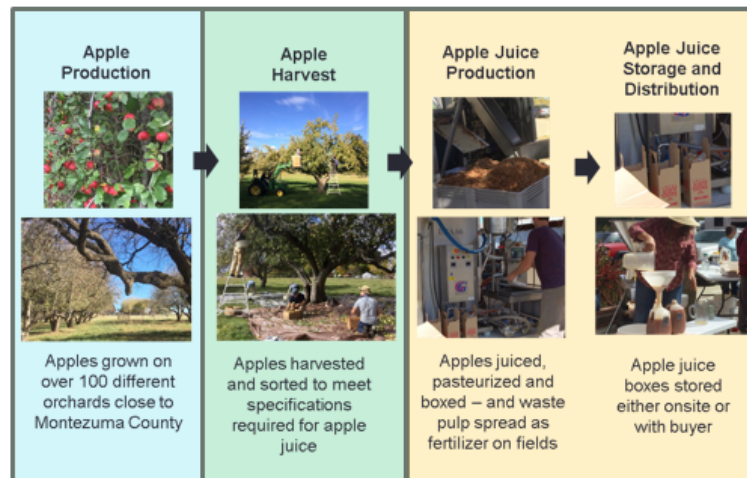 Apple
Production
Apples grown on
over 100 different
orchards close to
Montezuma County
Apple
Harvest
Apples harvested
and sorted to meet
specifications
required for apple
juice
Apple Juice
Production
Apples juiced,
pasteurized and
boxed – and waste
pulp spread as
fertilizer on fields
Apple Juice
Storage and
Distribution
Apple juice
boxes stored
either onsite or
with buyer